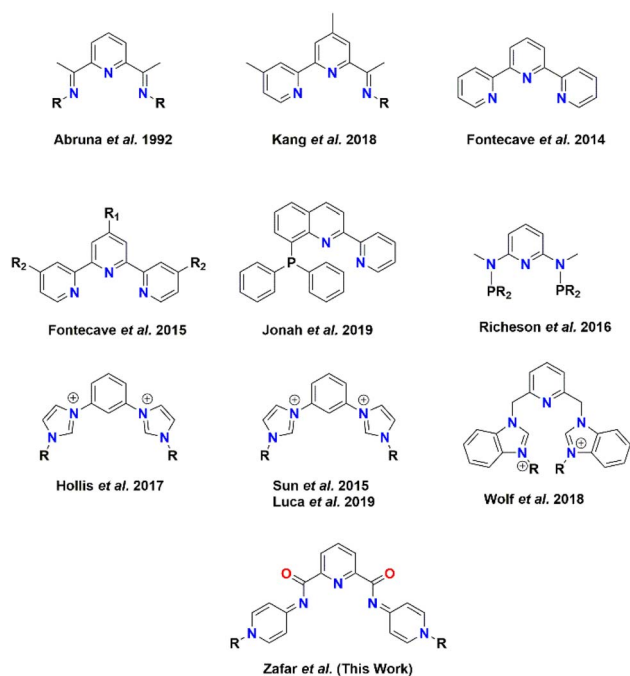 N
N N
R R
Abruna et al. 1992
N
N N
R
Kang et al. 2018
N
N N
Fontecave et al. 2014
R1
R2 R2
N
N N
Fontecave et al. 2015
N
N
P
Jonah et al. 2019
N N N
PR2 PR2
Richeson et al. 2016
⊕ ⊕
N N
N N
R R
Hollis et al. 2017
⊕ ⊕
N N
N N
R R
Sun et al. 2015
Luca et al. 2019
N
N N
N⊕ N⊕
R R
Wolf et al. 2018
O O
N
N N
N N
R R
Zafar et al. (This Work)